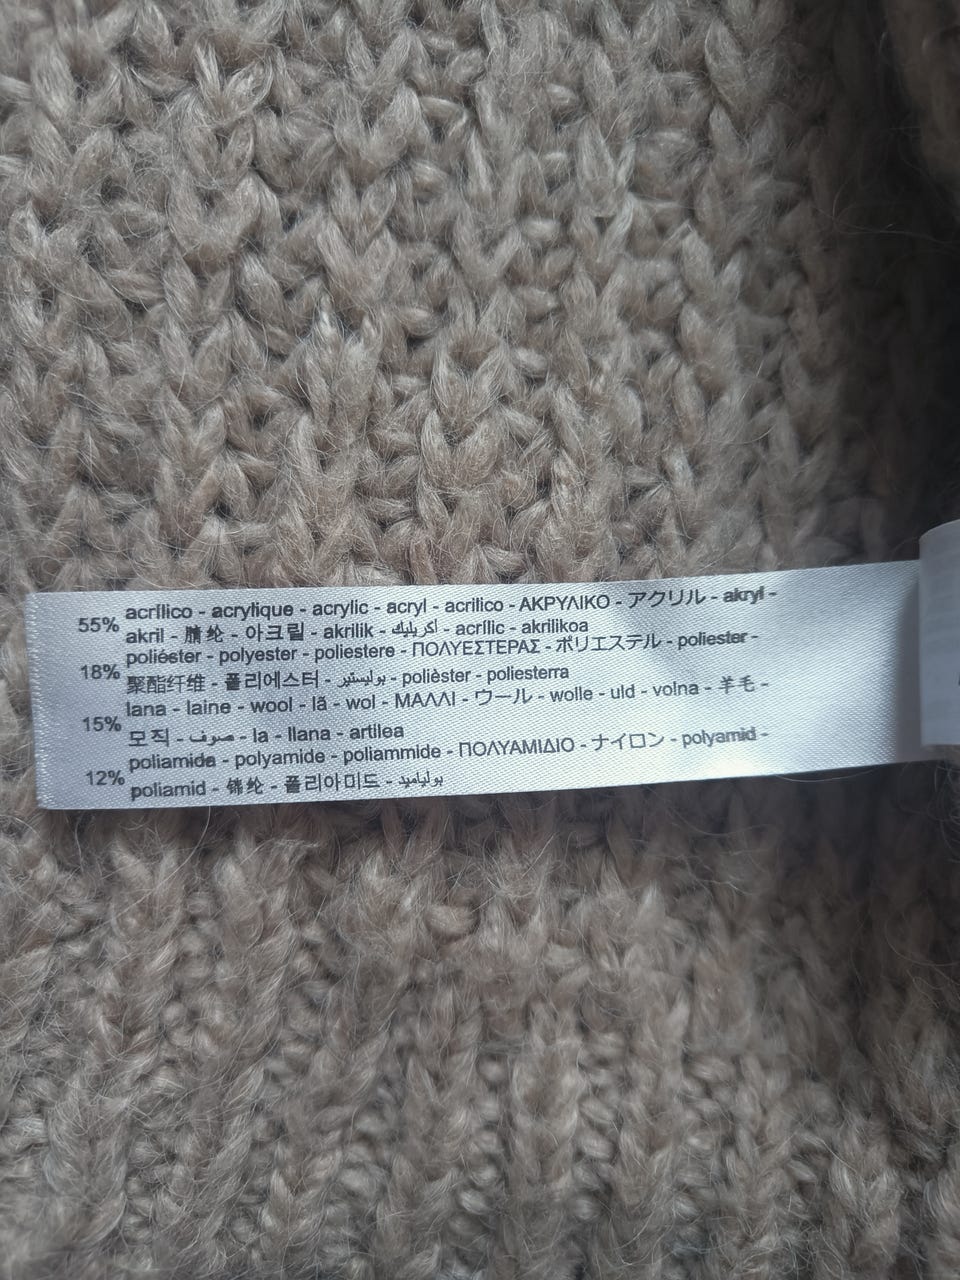 55% acrílico - acrylique - acrylic - acryl - acrilico - ΑΚΡΥΛΙΚΟ - アクリル - akryl -
akril - 腈纶 - 아크릴 - akrilik - أكريليك - acrílic - akrilikoa
18% poliéster - polyester - poliestere - ΠΟΛΥΕΣΤΕΡΑΣ - ポリエステル - poliester -
聚酯纤维 - 폴리에스터 - بوليستير - polièster - poliesterra
15% lana - laine - wool - lã - wol - ΜΑΛΛΙ - ウール - wolle - uld - volna - 羊毛 -
모직 - صوف - la - llana - artilea
12% poliamida - polyamide - poliammide - ΠΟΛΥΑΜΙΔΙΟ - ナイロン - polyamid -
poliamid - 锦纶 - 폴리아미드 - بولياميد